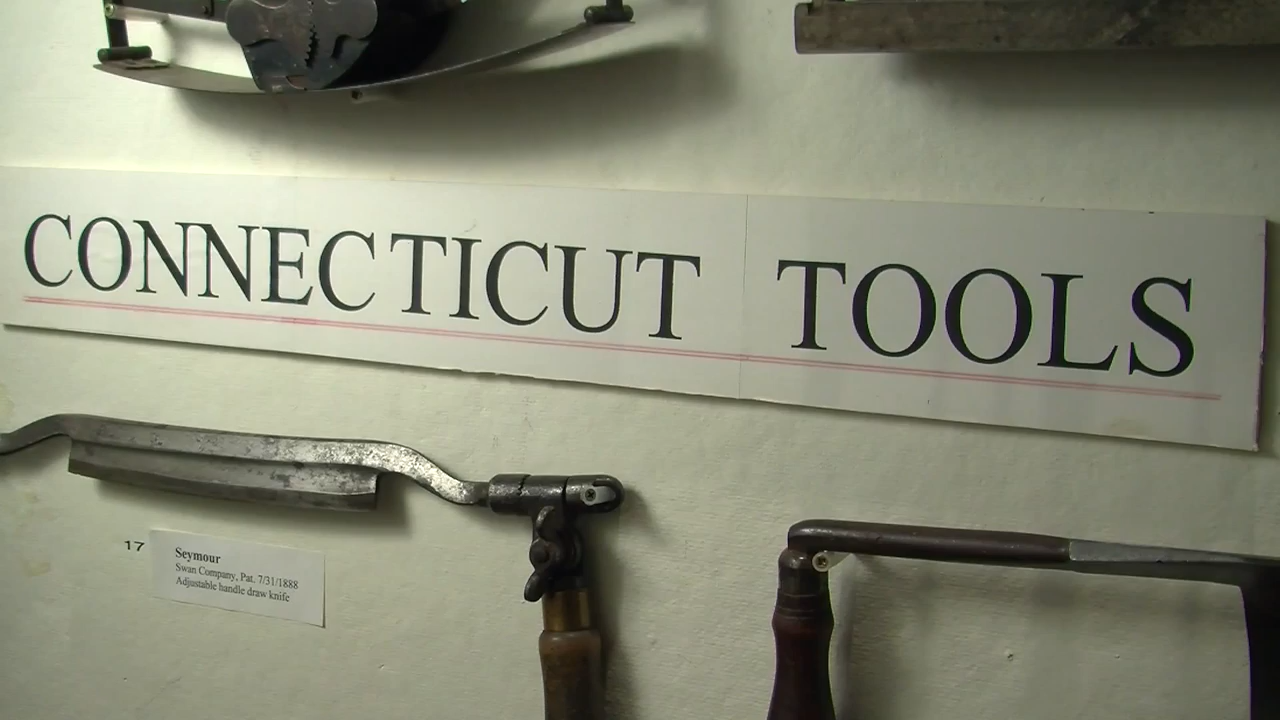 CONNECTICUT TOOLS
17
Seymour
Swan Company, Pat. 7/31/1888
Adjustable handle draw knife